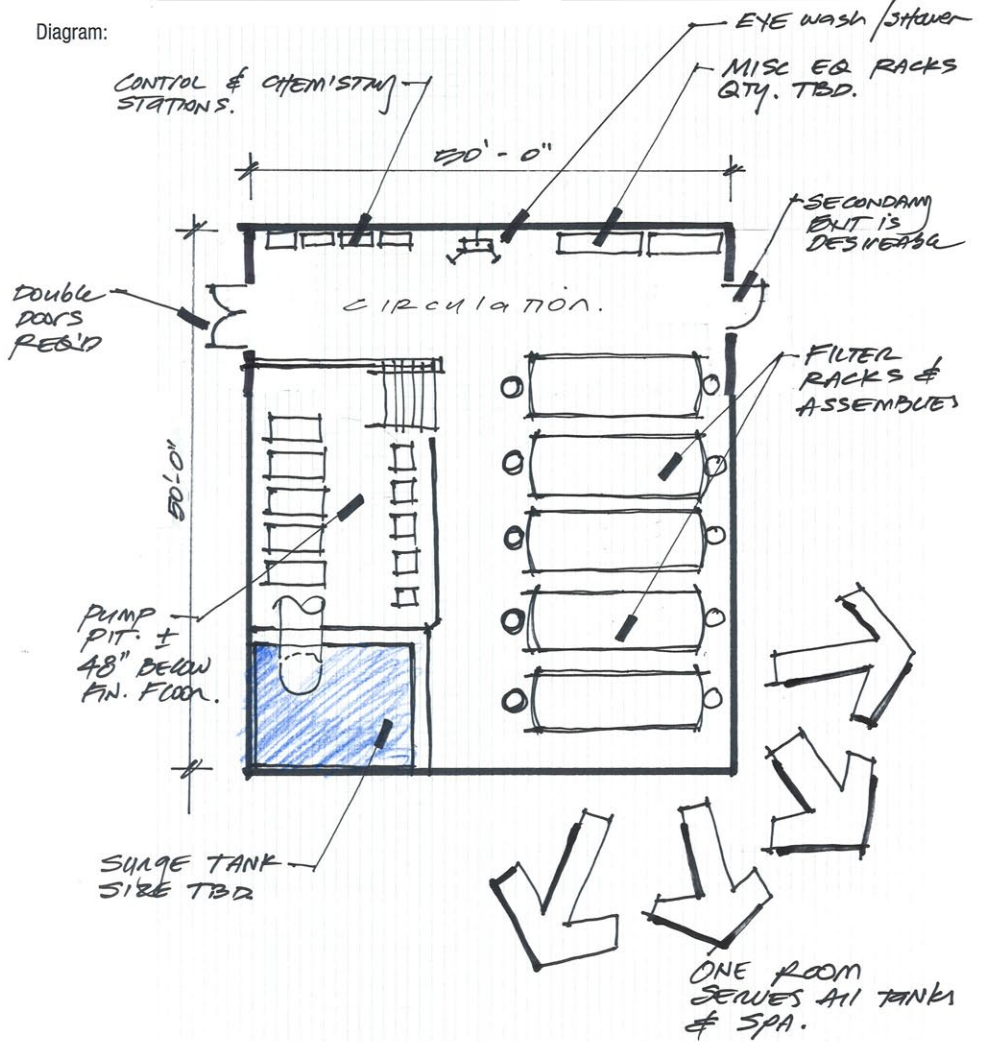 Diagram:
EYE WASH / SHOWER
CONTROL & CHEMISTRY
STATIONS.
MISC EQ RACKS
QTY. TBD.
50'-0"
SECONDARY
EXIT IS
DESIREABLE
DOUBLE
DOORS
REQ'D
CIRCULATION.
FILTER
RACKS &
ASSEMBLIES
50'-0"
PUMP
PIT. ±
48" BELOW
FIN. FLOOR.
SURGE TANK
SIZE TBD.
ONE ROOM
SERVES ALL TANKS
& SPA.